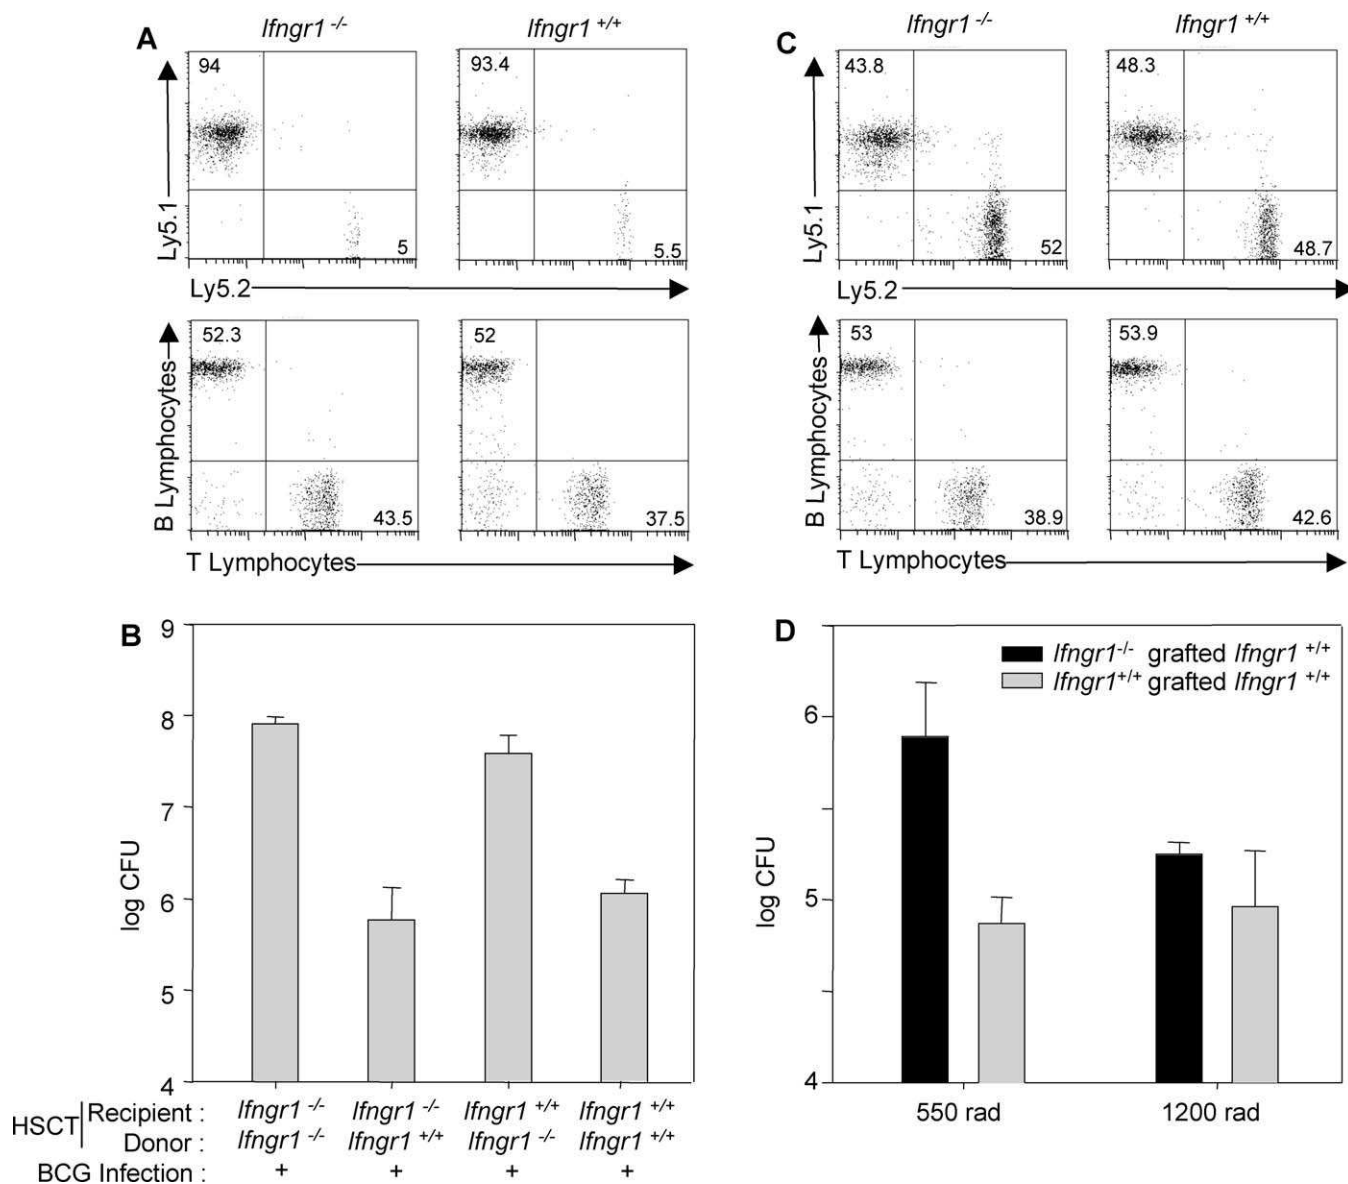 A
Ifngr1 -/-
Ifngr1 +/+
94
93.4
5
5.5
Ly5.1
Ly5.2
52.3
52
43.5
37.5
B Lymphocytes
T Lymphocytes
C
Ifngr1 -/-
Ifngr1 +/+
43.8
48.3
52
48.7
Ly5.1
Ly5.2
53
53.9
38.9
42.6
B Lymphocytes
T Lymphocytes
B
9
8
7
6
5
4
log CFU
HSCT
Recipient : Ifngr1 -/- Ifngr1 -/- Ifngr1 +/+ Ifngr1 +/+
Donor : Ifngr1 -/- Ifngr1 +/+ Ifngr1 -/- Ifngr1 +/+
BCG Infection : + + + +
D
Ifngr1-/- grafted Ifngr1 +/+
Ifngr1+/+ grafted Ifngr1 +/+
6
5
4
log CFU
550 rad
1200 rad